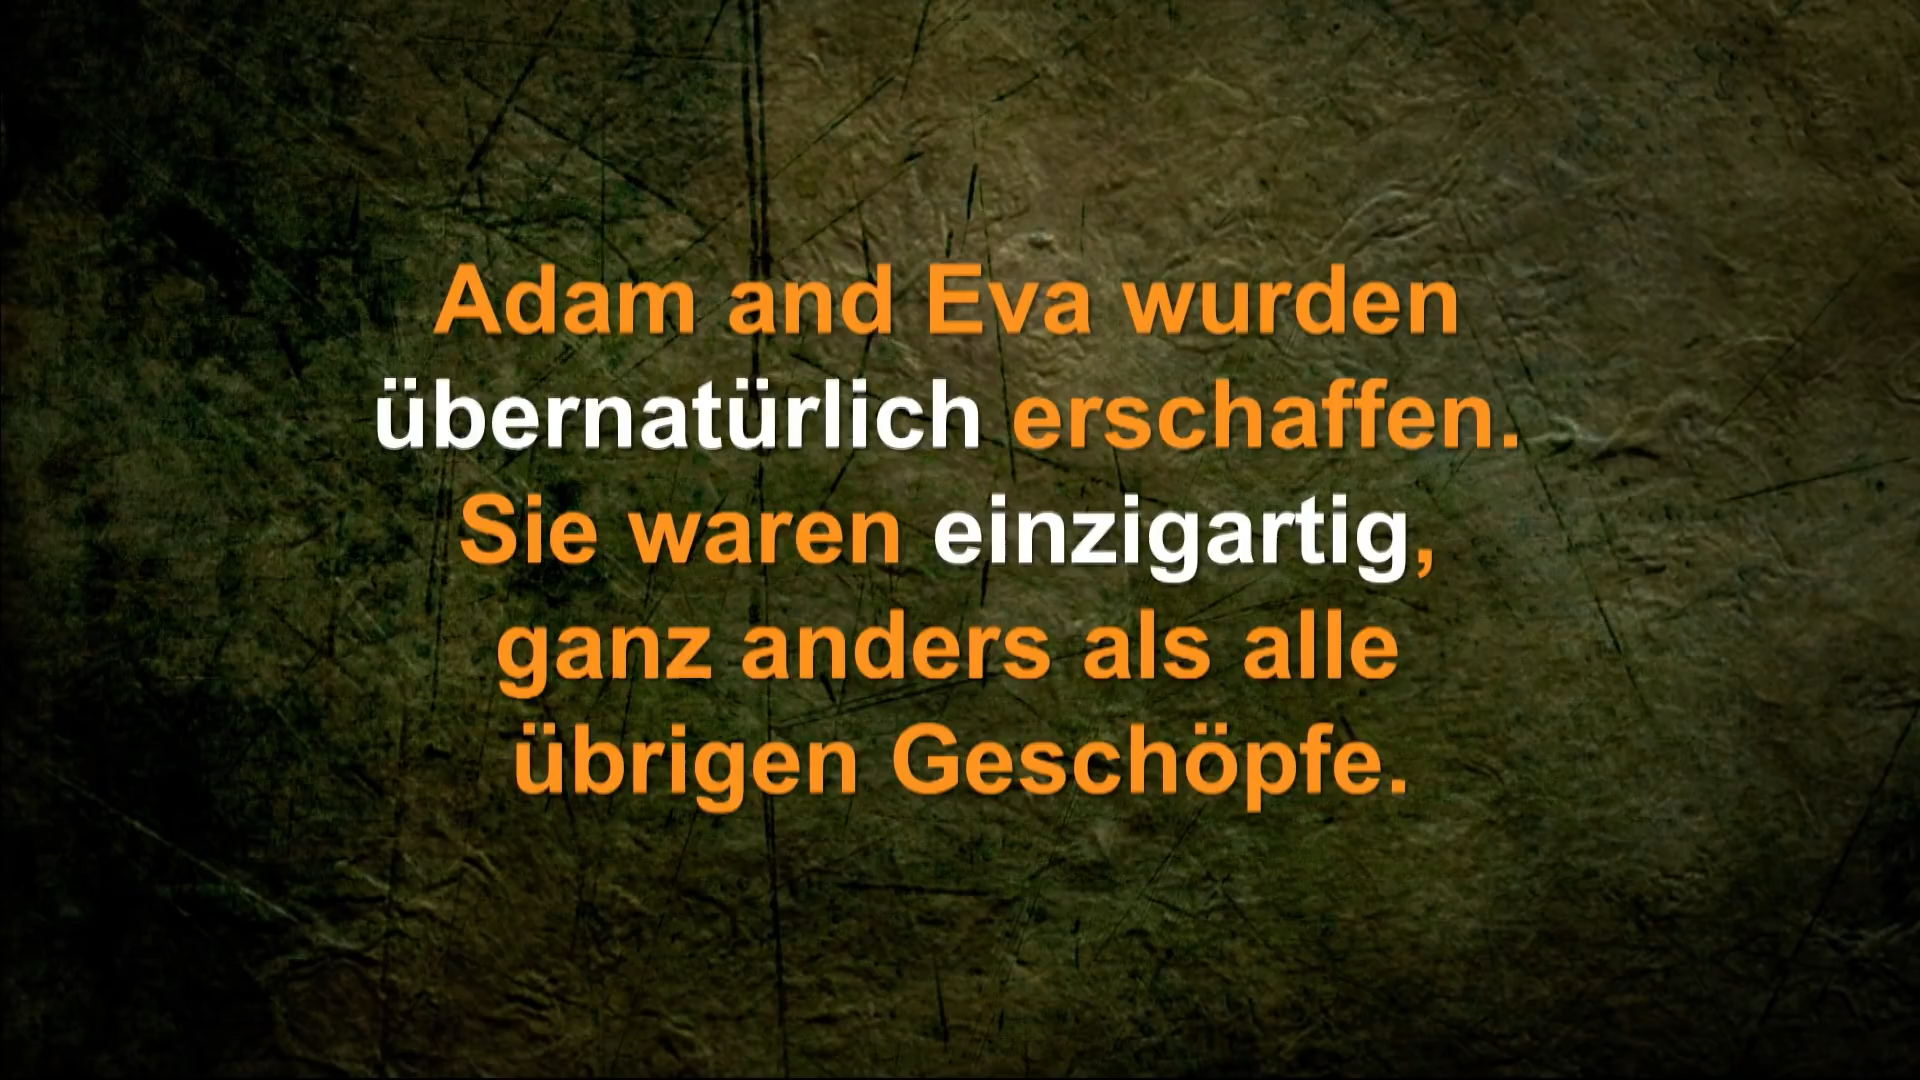 Adam and Eva wurden
übernatürlich erschaffen.
Sie waren einzigartig,
ganz anders als alle
übrigen Geschöpfe.